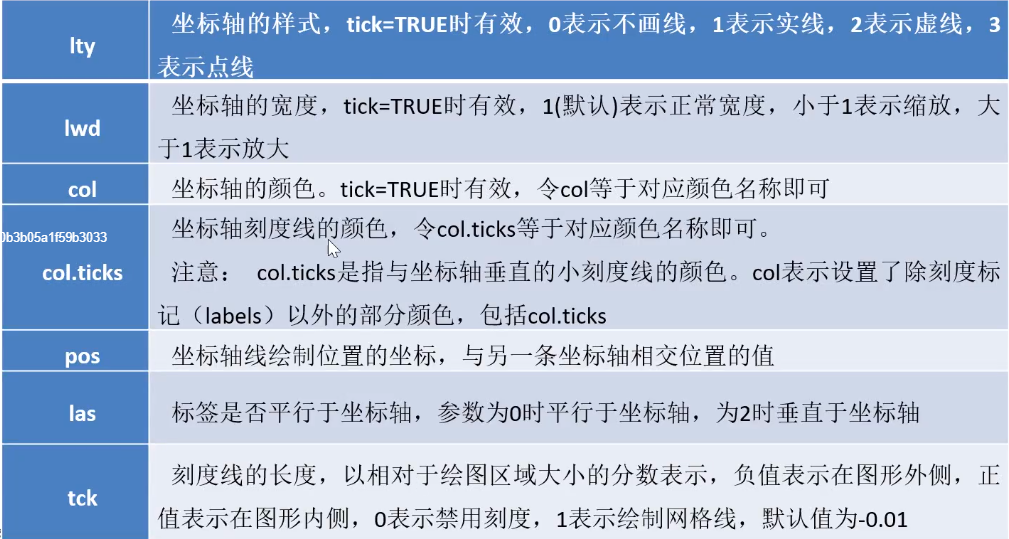 lty
坐标轴的样式，tick=TRUE时有效，0表示不画线，1表示实线，2表示虚线，3
表示点线
lwd
坐标轴的宽度，tick=TRUE时有效，1(默认)表示正常宽度，小于1表示缩放，大
于1表示放大
col
坐标轴的颜色。tick=TRUE时有效，令col等于对应颜色名称即可
0b3b05a1f59b3033
col.ticks
坐标轴刻度线的颜色，令col.ticks等于对应颜色名称即可。
注意： col.ticks是指与坐标轴垂直的小刻度线的颜色。col表示设置了除刻度标
记（labels）以外的部分颜色，包括col.ticks
pos
坐标轴线绘制位置的坐标，与另一条坐标轴相交位置的值
las
标签是否平行于坐标轴，参数为0时平行于坐标轴，为2时垂直于坐标轴
tck
刻度线的长度，以相对于绘图区域大小的分数表示，负值表示在图形外侧，正
值表示在图形内侧，0表示禁用刻度，1表示绘制网格线，默认值为-0.01